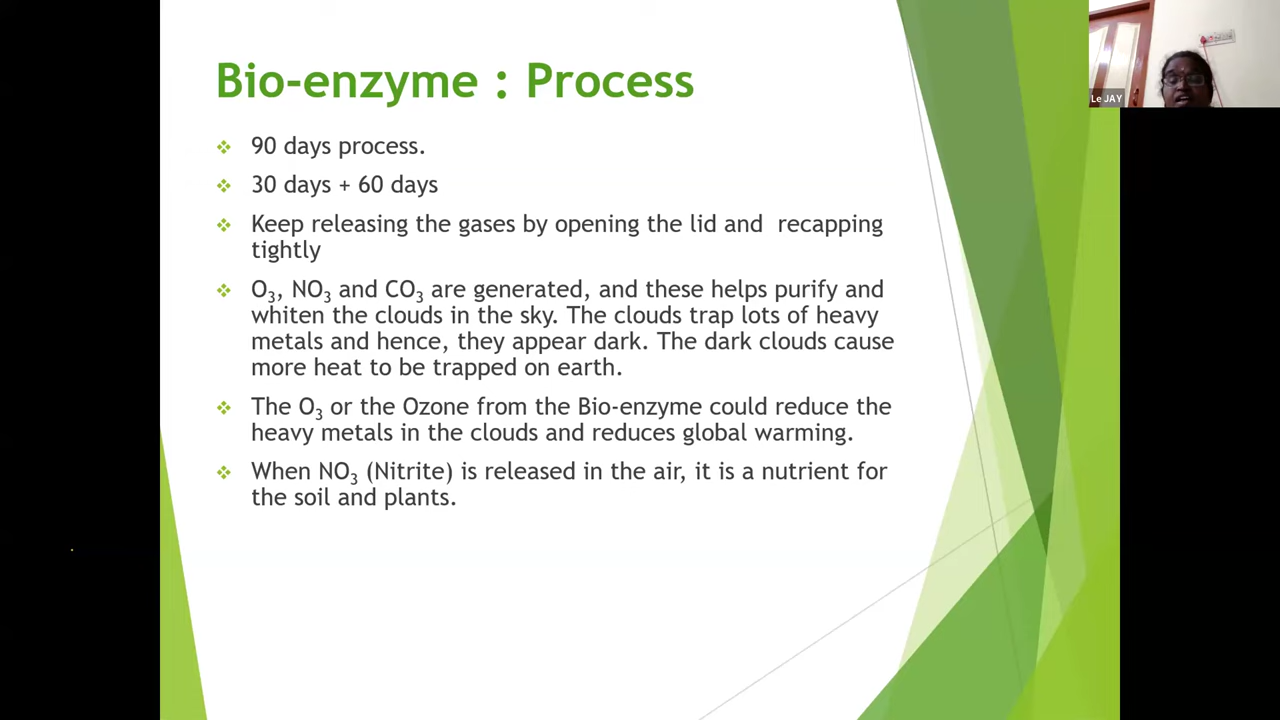 Bio-enzyme : Process
❖ 90 days process.
❖ 30 days + 60 days
❖ Keep releasing the gases by opening the lid and recapping
tightly
❖ O₃, NO₃ and CO₃ are generated, and these helps purify and
whiten the clouds in the sky. The clouds trap lots of heavy
metals and hence, they appear dark. The dark clouds cause
more heat to be trapped on earth.
❖ The O₃ or the Ozone from the Bio-enzyme could reduce the
heavy metals in the clouds and reduces global warming.
❖ When NO₃ (Nitrite) is released in the air, it is a nutrient for
the soil and plants.
Le JAY